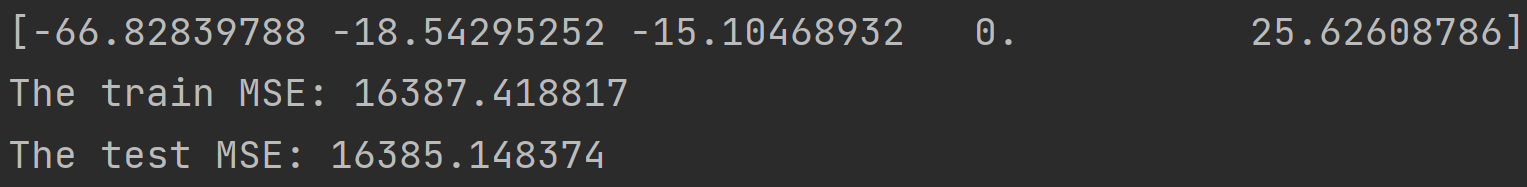 [-66.82839788 -18.54295252 -15.10468932   0.          25.62608786]
The train MSE: 16387.418817
The test MSE: 16385.148374